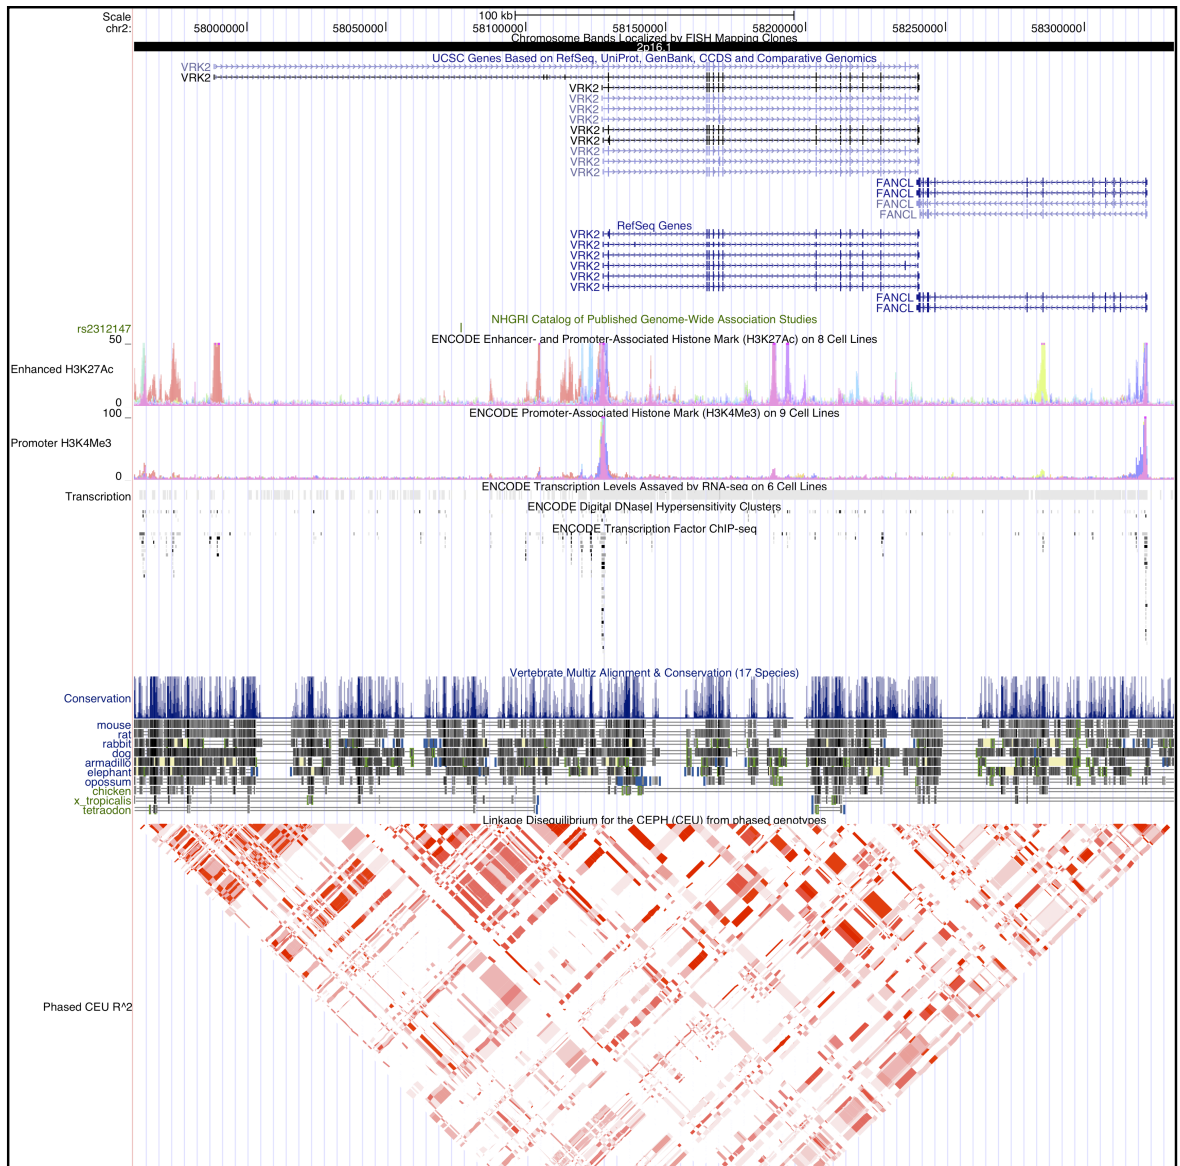 Scale 100 kb
chr2: 58000000 58050000 58100000 58150000 58200000 58250000 58300000
Chromosome Bands Localized by FISH Mapping Clones
2p16.1
UCSC Genes Based on RefSeq, UniProt, GenBank, CCDS and Comparative Genomics
VRK2
VRK2
VRK2
VRK2
VRK2
VRK2
VRK2
VRK2
VRK2
VRK2
VRK2
FANCL
FANCL
FANCL
FANCL
RefSeq Genes
VRK2
VRK2
VRK2
VRK2
VRK2
VRK2
FANCL
FANCL
NHGRI Catalog of Published Genome-Wide Association Studies
rs2312147
ENCODE Enhancer- and Promoter-Associated Histone Mark (H3K27Ac) on 8 Cell Lines
50 _
Enhanced H3K27Ac
0 _
ENCODE Promoter-Associated Histone Mark (H3K4Me3) on 9 Cell Lines
100 _
Promoter H3K4Me3
0 _
ENCODE Transcription Levels Assayed by RNA-seq on 6 Cell Lines
Transcription
ENCODE Digital DNaseI Hypersensitivity Clusters
ENCODE Transcription Factor ChIP-seq
Vertebrate Multiz Alignment & Conservation (17 Species)
Conservation
mouse
rat
rabbit
dog
armadillo
elephant
opossum
chicken
x_tropicalis
tetraodon
Linkage Disequilibrium for the CEPH (CEU) from phased genotypes
Phased CEU R^2